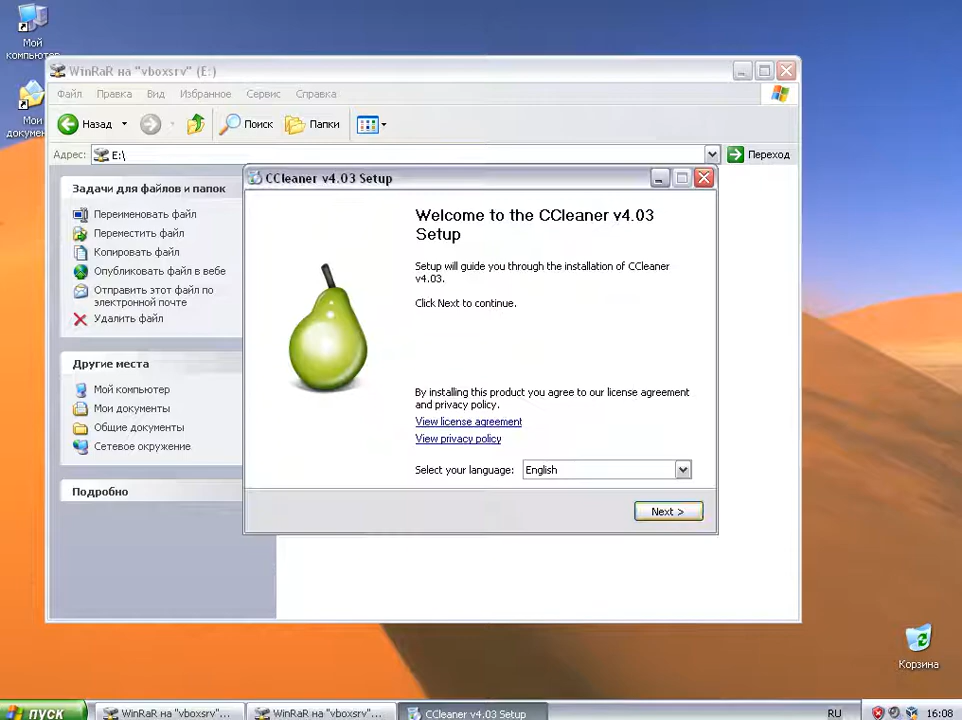 Мой
компьютер
Мои
WinRaR на "vboxsrv" (E:)
Файл Правка Вид Избранное Сервис Справка
Назад Поиск Папки
Адрес: E:\ Переход
Задачи для файлов и папок
Переименовать файл
Переместить файл
Копировать файл
Опубликовать файл в вебе
Отправить этот файл по
электронной почте
Удалить файл
Другие места
Мой компьютер
Мои документы
Общие документы
Сетевое окружение
Подробно
CCleaner v4.03 Setup
Welcome to the CCleaner v4.03
Setup
Setup will guide you through the installation of CCleaner
v4.03.
Click Next to continue.
By installing this product you agree to our license agreement
and privacy policy.
View license agreement
View privacy policy
Select your language: English
Next >
Корзина
пуск
WinRaR на "vboxsrv"...
WinRaR на "vboxsrv"...
CCleaner v4.03 Setup
RU
16:08